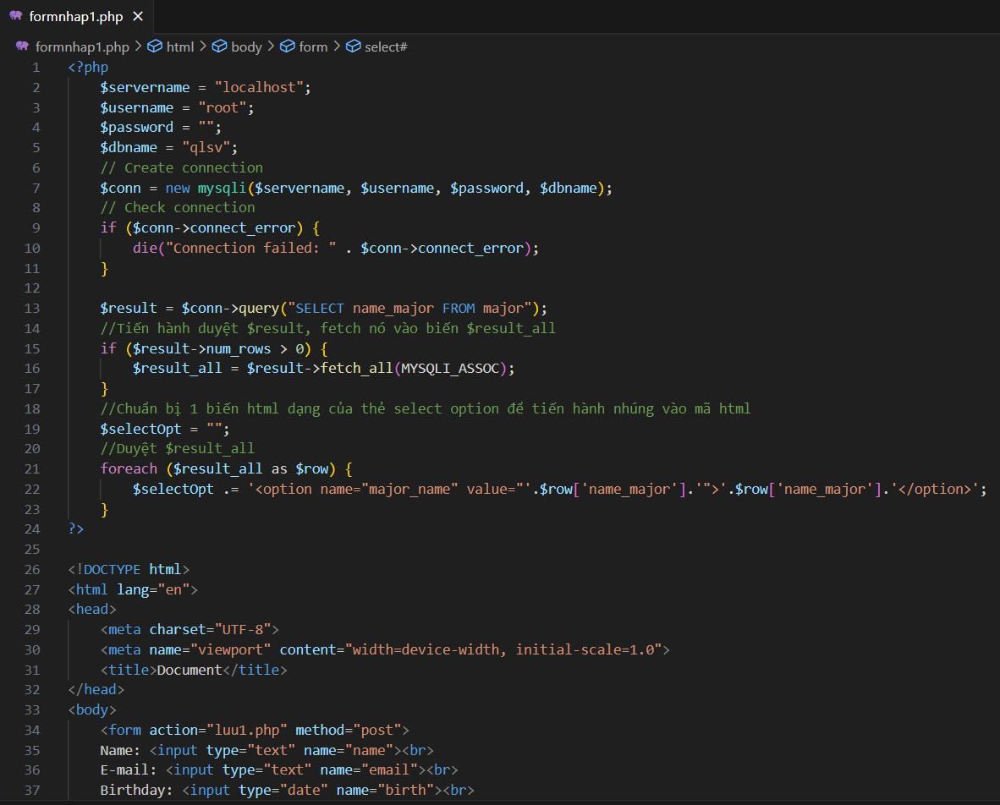 formnhap1.php ×
formnhap1.php > html > body > form > select#
1 <?php
2 $servername = "localhost";
3 $username = "root";
4 $password = "";
5 $dbname = "qlsv";
6 // Create connection
7 $conn = new mysqli($servername, $username, $password, $dbname);
8 // Check connection
9 if ($conn->connect_error) {
10 die("Connection failed: " . $conn->connect_error);
11 }
12
13 $result = $conn->query("SELECT name_major FROM major");
14 //Tiến hành duyệt $result, fetch nó vào biến $result_all
15 if ($result->num_rows > 0) {
16 $result_all = $result->fetch_all(MYSQLI_ASSOC);
17 }
18 //Chuẩn bị 1 biến html dạng của thẻ select option để tiến hành nhúng vào mã html
19 $selectOpt = "";
20 //Duyệt $result_all
21 foreach ($result_all as $row) {
22 $selectOpt .= '<option name="major_name" value="'.$row['name_major'].'">'.$row['name_major'].'</option>';
23 }
24 ?>
25
26 <!DOCTYPE html>
27 <html lang="en">
28 <head>
29 <meta charset="UTF-8">
30 <meta name="viewport" content="width=device-width, initial-scale=1.0">
31 <title>Document</title>
32 </head>
33 <body>
34 <form action="luu1.php" method="post">
35 Name: <input type="text" name="name"><br>
36 E-mail: <input type="text" name="email"><br>
37 Birthday: <input type="date" name="birth"><br>